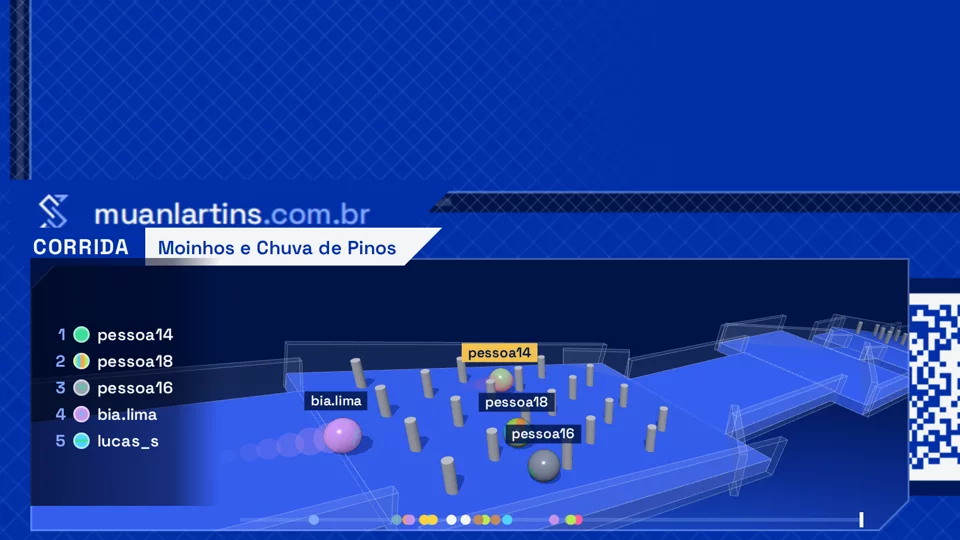 muanlartins.com.br
CORRIDA Moinhos e Chuva de Pinos
1 pessoa14
2 pessoa18
3 pessoa16
4 bia.lima
5 lucas_s
pessoa14
bia.lima
pessoa18
pessoa16